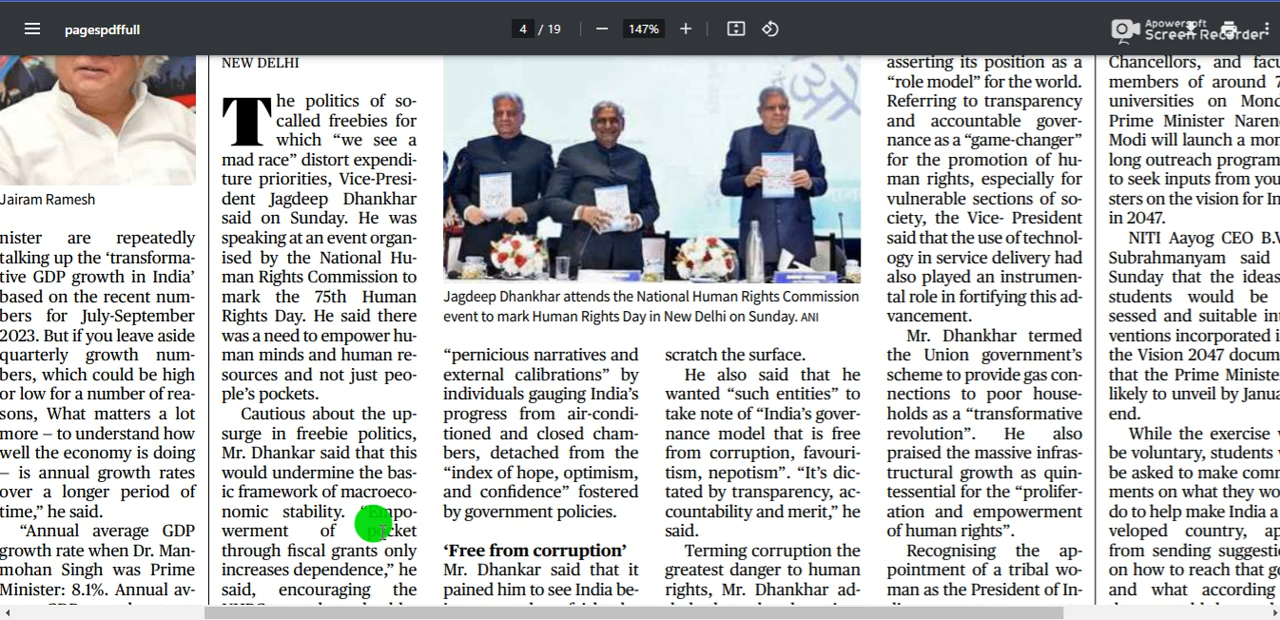 pagespdffull
4 / 19
147%
Apowersoft
Screen Recorder
Jairam Ramesh
nister are repeatedly
talking up the ‘transforma-
tive GDP growth in India’
based on the recent num-
bers for July-September
2023. But if you leave aside
quarterly growth num-
bers, which could be high
or low for a number of rea-
sons, What matters a lot
more – to understand how
well the economy is doing
– is annual growth rates
over a longer period of
time,” he said.
“Annual average GDP
growth rate when Dr. Man-
mohan Singh was Prime
Minister: 8.1%. Annual av-
NEW DELHI
The politics of so-
called freebies for
which “we see a
mad race” distort expendi-
ture priorities, Vice-Presi-
dent Jagdeep Dhankhar
said on Sunday. He was
speaking at an event organ-
ised by the National Hu-
man Rights Commission to
mark the 75th Human
Rights Day. He said there
was a need to empower hu-
man minds and human re-
sources and not just peo-
ple’s pockets.
Cautious about the up-
surge in freebie politics,
Mr. Dhankar said that this
would undermine the bas-
ic framework of macroeco-
nomic stability. “Empo-
werment of pocket
through fiscal grants only
increases dependence,” he
said, encouraging the
Jagdeep Dhankhar attends the National Human Rights Commission
event to mark Human Rights Day in New Delhi on Sunday. ANI
“pernicious narratives and
external calibrations” by
individuals gauging India’s
progress from air-condi-
tioned and closed cham-
bers, detached from the
“index of hope, optimism,
and confidence” fostered
by government policies.
‘Free from corruption’
Mr. Dhankar said that it
pained him to see India be-
scratch the surface.
He also said that he
wanted “such entities” to
take note of “India’s gover-
nance model that is free
from corruption, favouri-
tism, nepotism”. “It’s dic-
tated by transparency, ac-
countability and merit,” he
said.
Terming corruption the
greatest danger to human
rights, Mr. Dhankhar ad-
asserting its position as a
“role model” for the world.
Referring to transparency
and accountable gover-
nance as a “game-changer”
for the promotion of hu-
man rights, especially for
vulnerable sections of so-
ciety, the Vice- President
said that the use of technol-
ogy in service delivery had
also played an instrumen-
tal role in fortifying this ad-
vancement.
Mr. Dhankar termed
the Union government’s
scheme to provide gas con-
nections to poor house-
holds as a “transformative
revolution”. He also
praised the massive infras-
tructural growth as quin-
tessential for the “prolifer-
ation and empowerment
of human rights”.
Recognising the ap-
pointment of a tribal wo-
man as the President of In-
Chancellors, and facu
members of around 7
universities on Mond
Prime Minister Naren
Modi will launch a mon
long outreach program
to seek inputs from you
sters on the vision for In
in 2047.
NITI Aayog CEO B.V
Subrahmanyam said
Sunday that the ideas
students would be
sessed and suitable int
ventions incorporated i
the Vision 2047 docum
that the Prime Ministe
likely to unveil by Janua
end.
While the exercise w
be voluntary, students w
be asked to make comm
ments on what they wo
do to help make India a
veloped country, ap
from sending suggestio
on how to reach that go
and what according